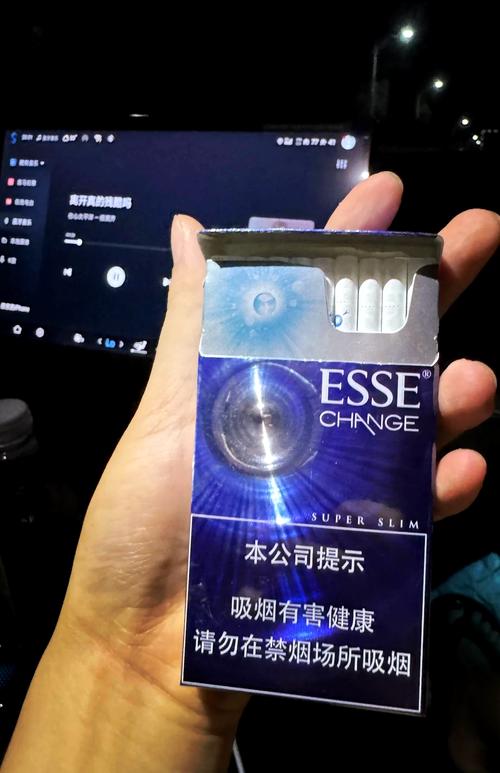 离开真的残酷吗
ESSE®
CHANGE
SUPER SLIM
本公司提示
吸烟有害健康
请勿在禁烟场所吸烟